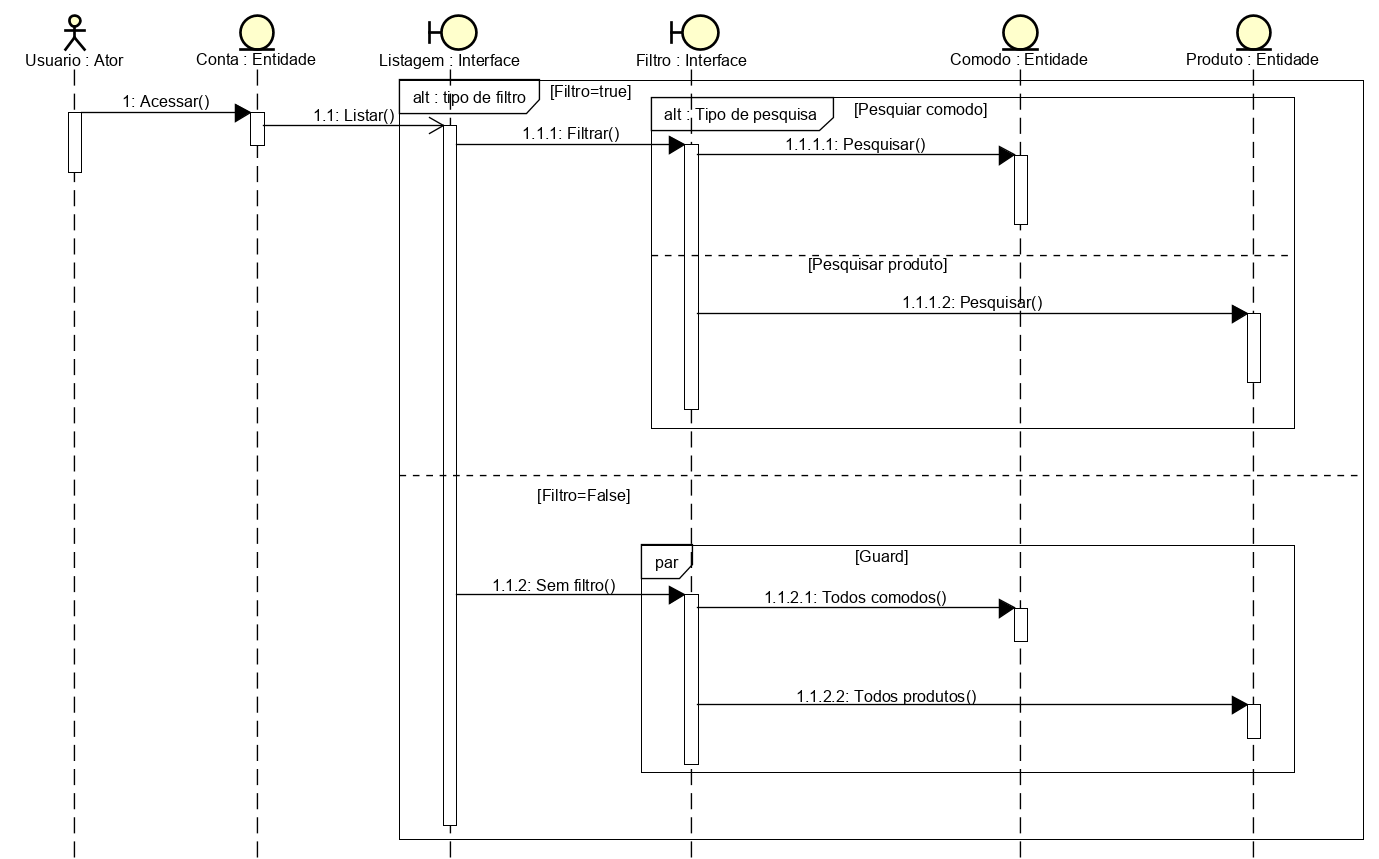 Usuario : Ator
Conta : Entidade
Listagem : Interface
Filtro : Interface
Comodo : Entidade
Produto : Entidade
alt : tipo de filtro
[Filtro=true]
1: Acessar()
1.1: Listar()
alt : Tipo de pesquisa
[Pesquiar comodo]
1.1.1: Filtrar()
1.1.1.1: Pesquisar()
[Pesquisar produto]
1.1.1.2: Pesquisar()
[Filtro=False]
par
[Guard]
1.1.2: Sem filtro()
1.1.2.1: Todos comodos()
1.1.2.2: Todos produtos()